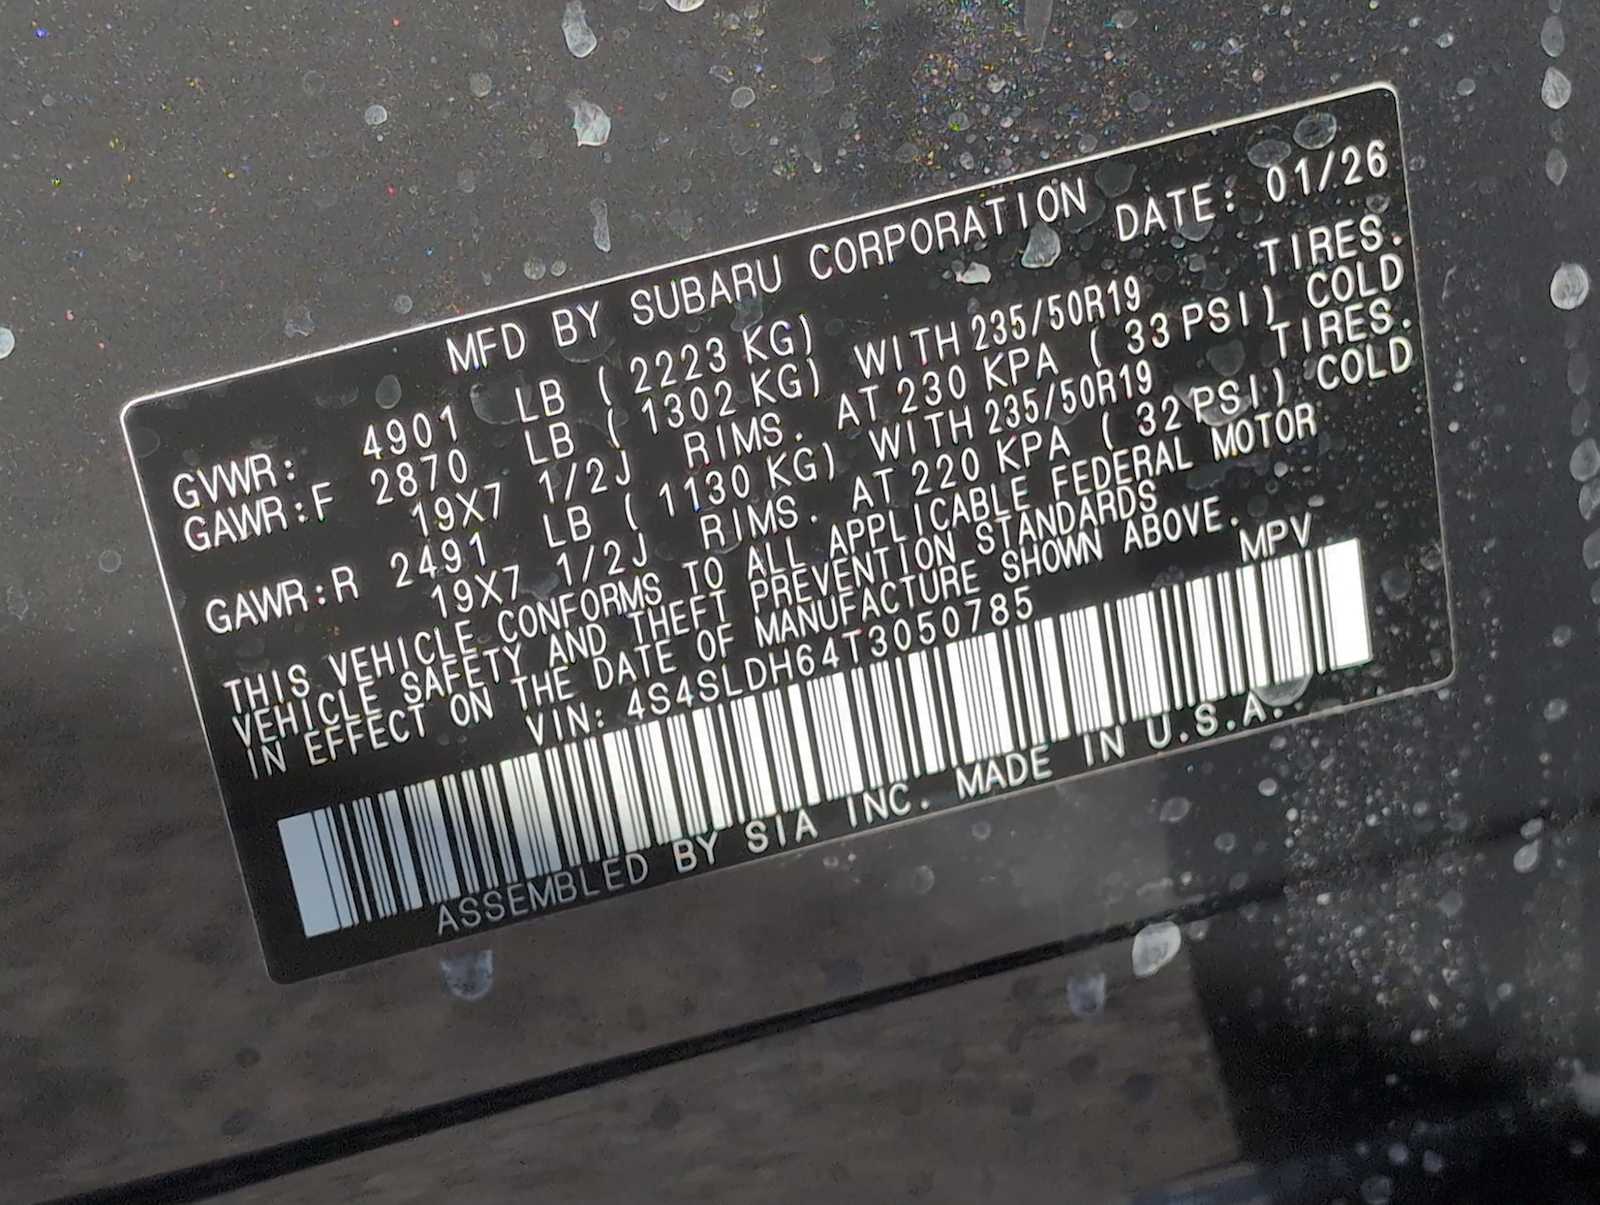 MFD BY SUBARU CORPORATION
DATE: 01/26
GVWR: 4901 LB ( 2223 KG)
GAWR:F 2870 LB ( 1302 KG) WITH 235/50R19 TIRES.
19X7 1/2J RIMS. AT 230 KPA ( 33 PSI) COLD
GAWR:R 2491 LB ( 1130 KG) WITH 235/50R19 TIRES.
19X7 1/2J RIMS. AT 220 KPA ( 32 PSI) COLD
THIS VEHICLE CONFORMS TO ALL APPLICABLE FEDERAL MOTOR
VEHICLE SAFETY AND THEFT PREVENTION STANDARDS
IN EFFECT ON THE DATE OF MANUFACTURE SHOWN ABOVE.
VIN: 4S4SLDH64T3050785 MPV
ASSEMBLED BY SIA INC. MADE IN U.S.A.